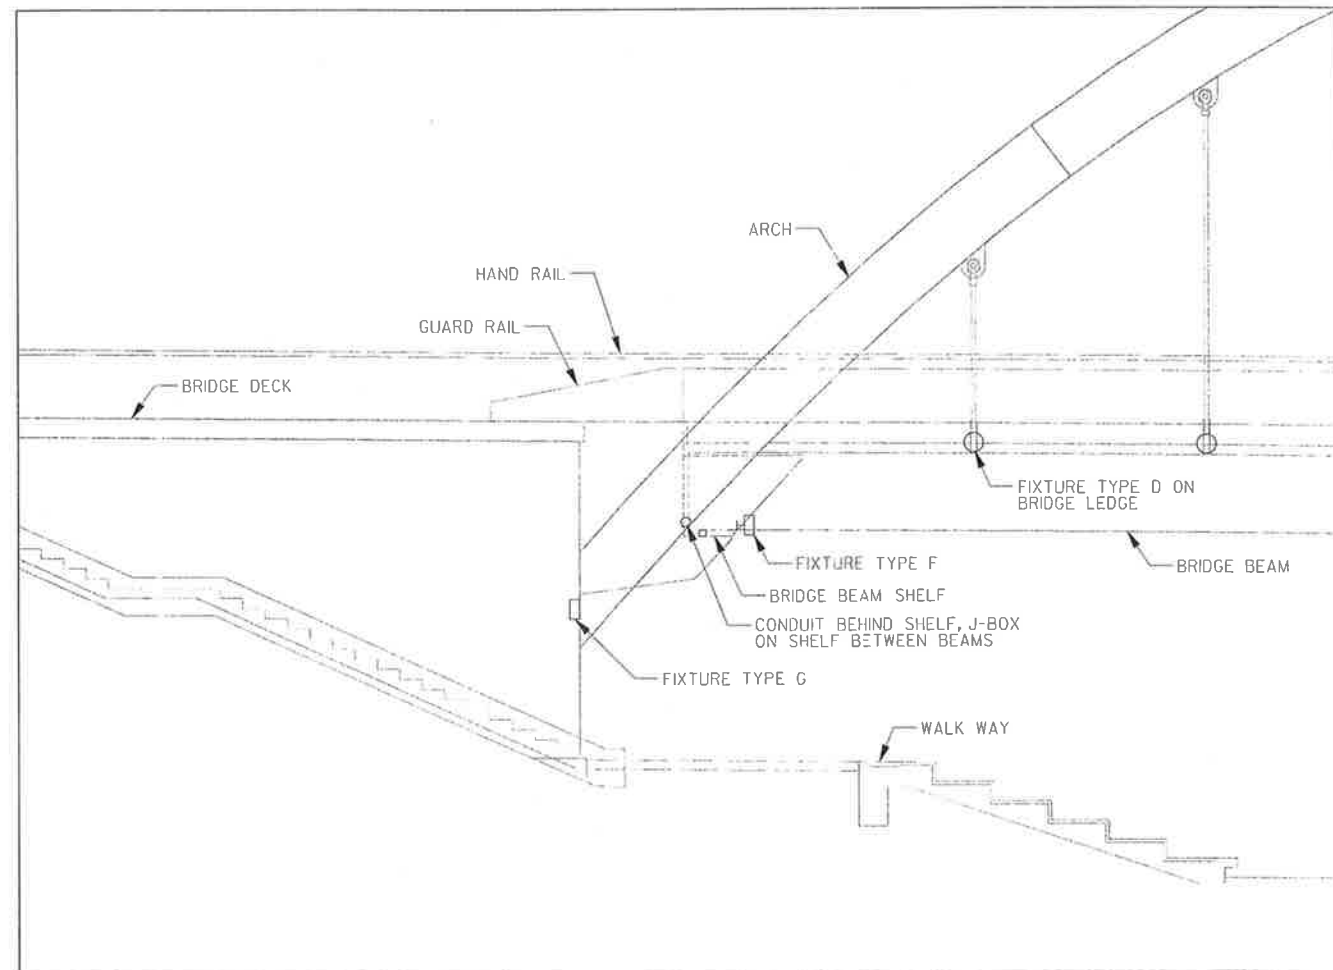 ARCH
HAND RAIL
GUARD RAIL
BRIDGE DECK
FIXTURE TYPE D ON
BRIDGE LEDGE
FIXTURE TYPE F
BRIDGE BEAM
BRIDGE BEAM SHELF
CONDUIT BEHIND SHELF, J-BOX
ON SHELF BETWEEN BEAMS
FIXTURE TYPE G
WALK WAY